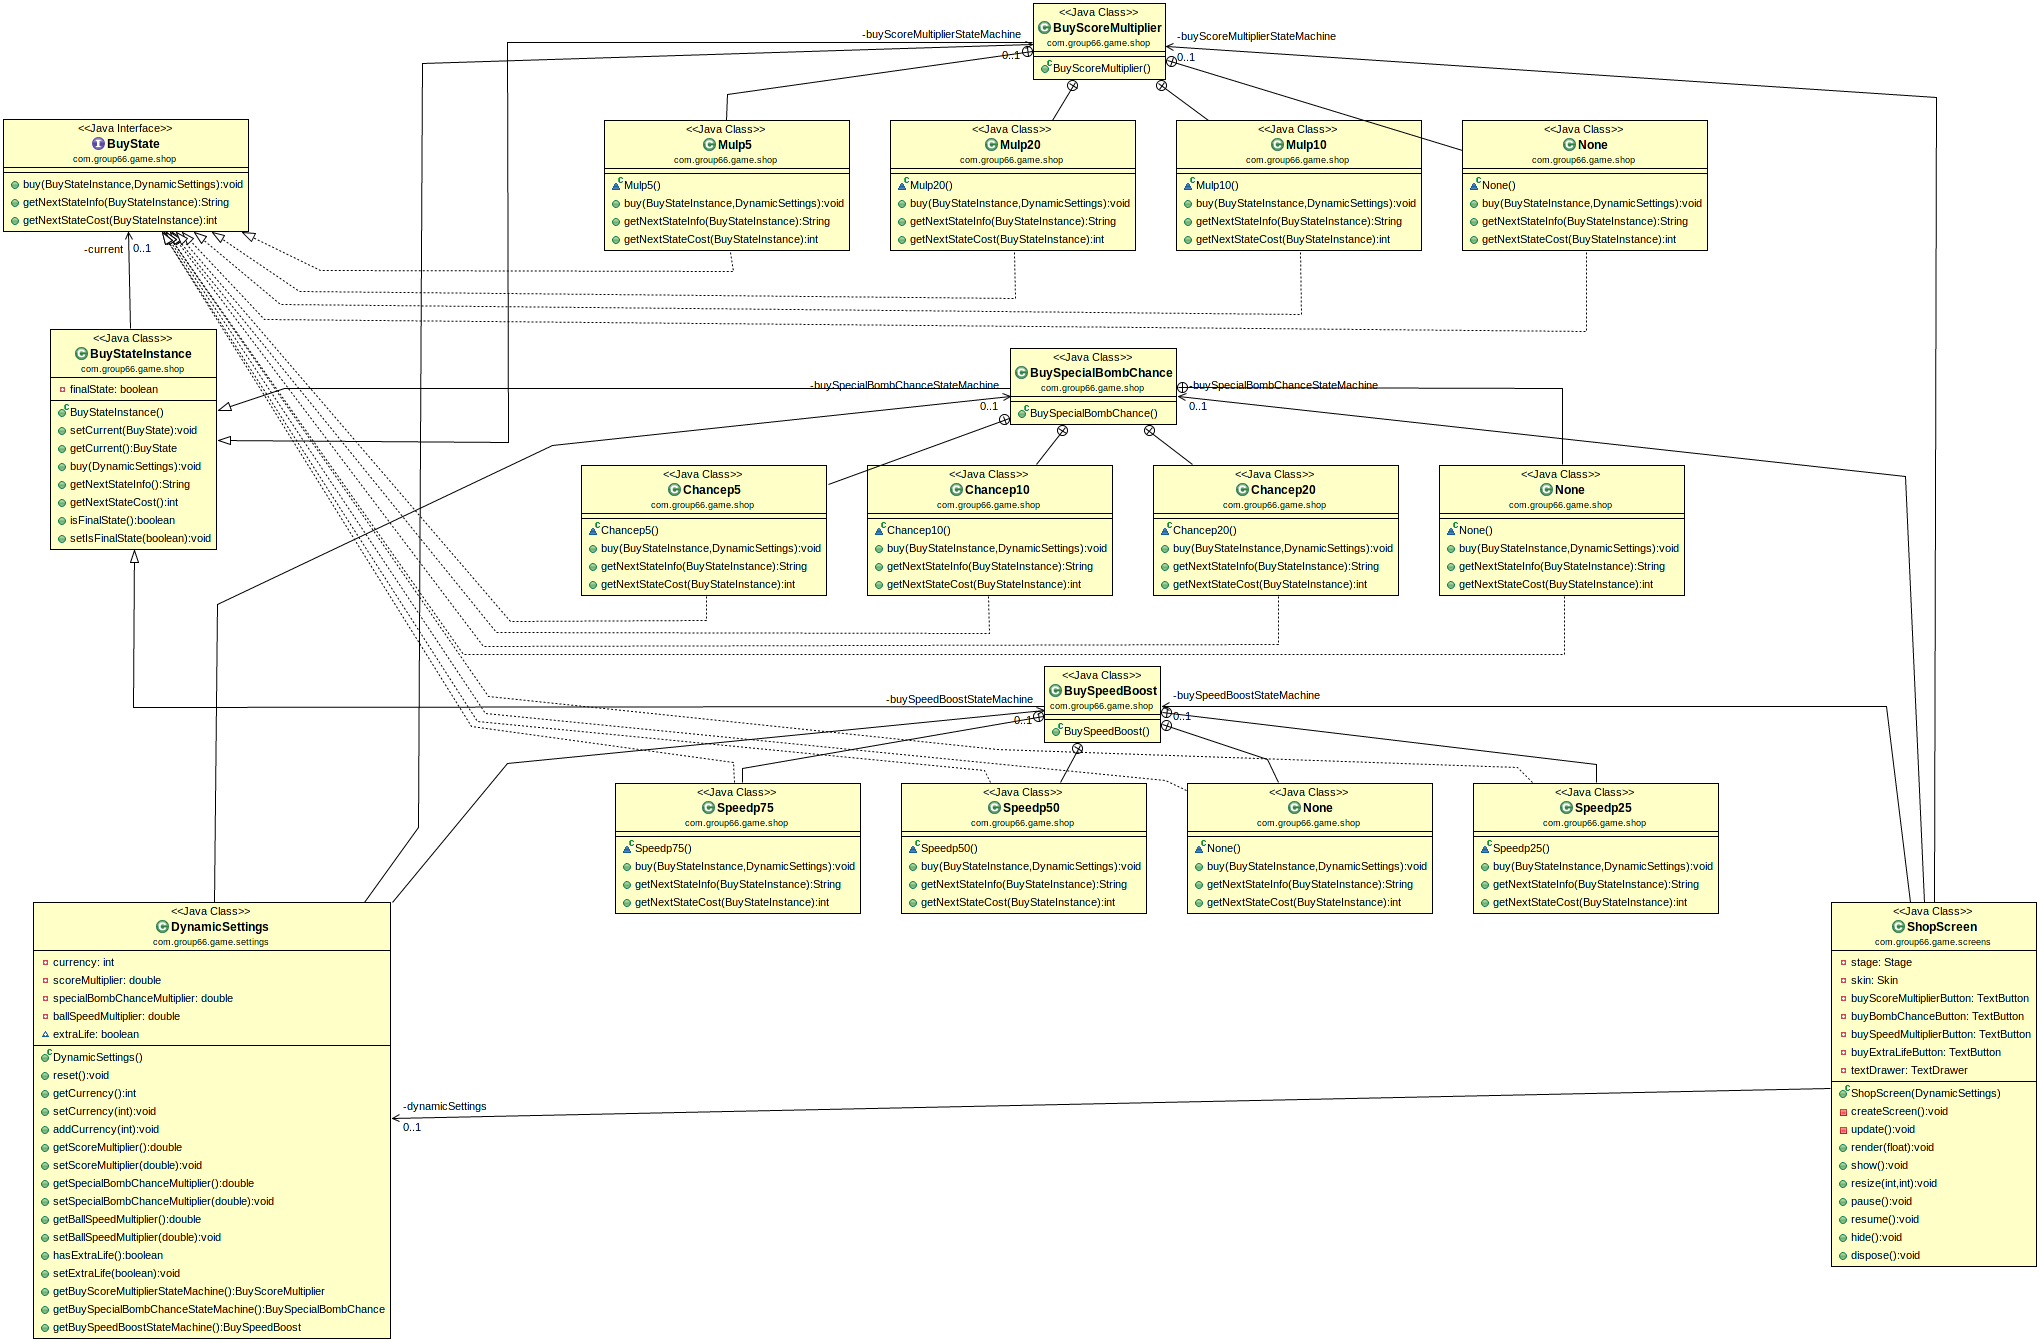 <<Java Class>>
BuyScoreMultiplier
com.group66.game.shop
BuyScoreMultiplier()
-buyScoreMultiplierStateMachine
0..1
-buyScoreMultiplierStateMachine
0..1
<<Java Interface>>
BuyState
com.group66.game.shop
buy(BuyStateInstance,DynamicSettings):void
getNextStateInfo(BuyStateInstance):String
getNextStateCost(BuyStateInstance):int
-current
0..1
<<Java Class>>
Mulp5
com.group66.game.shop
Mulp5()
buy(BuyStateInstance,DynamicSettings):void
getNextStateInfo(BuyStateInstance):String
getNextStateCost(BuyStateInstance):int
<<Java Class>>
Mulp20
com.group66.game.shop
Mulp20()
buy(BuyStateInstance,DynamicSettings):void
getNextStateInfo(BuyStateInstance):String
getNextStateCost(BuyStateInstance):int
<<Java Class>>
Mulp10
com.group66.game.shop
Mulp10()
buy(BuyStateInstance,DynamicSettings):void
getNextStateInfo(BuyStateInstance):String
getNextStateCost(BuyStateInstance):int
<<Java Class>>
None
com.group66.game.shop
None()
buy(BuyStateInstance,DynamicSettings):void
getNextStateInfo(BuyStateInstance):String
getNextStateCost(BuyStateInstance):int
<<Java Class>>
BuyStateInstance
com.group66.game.shop
finalState: boolean
BuyStateInstance()
setCurrent(BuyState):void
getCurrent():BuyState
buy(DynamicSettings):void
getNextStateInfo():String
getNextStateCost():int
isFinalState():boolean
setIsFinalState(boolean):void
<<Java Class>>
BuySpecialBombChance
com.group66.game.shop
BuySpecialBombChance()
-buySpecialBombChanceStateMachine
0..1
-buySpecialBombChanceStateMachine
0..1
<<Java Class>>
Chancep5
com.group66.game.shop
Chancep5()
buy(BuyStateInstance,DynamicSettings):void
getNextStateInfo(BuyStateInstance):String
getNextStateCost(BuyStateInstance):int
<<Java Class>>
Chancep10
com.group66.game.shop
Chancep10()
buy(BuyStateInstance,DynamicSettings):void
getNextStateInfo(BuyStateInstance):String
getNextStateCost(BuyStateInstance):int
<<Java Class>>
Chancep20
com.group66.game.shop
Chancep20()
buy(BuyStateInstance,DynamicSettings):void
getNextStateInfo(BuyStateInstance):String
getNextStateCost(BuyStateInstance):int
<<Java Class>>
None
com.group66.game.shop
None()
buy(BuyStateInstance,DynamicSettings):void
getNextStateInfo(BuyStateInstance):String
getNextStateCost(BuyStateInstance):int
<<Java Class>>
BuySpeedBoost
com.group66.game.shop
BuySpeedBoost()
-buySpeedBoostStateMachine
0..1
-buySpeedBoostStateMachine
0..1
<<Java Class>>
Speedp75
com.group66.game.shop
Speedp75()
buy(BuyStateInstance,DynamicSettings):void
getNextStateInfo(BuyStateInstance):String
getNextStateCost(BuyStateInstance):int
<<Java Class>>
Speedp50
com.group66.game.shop
Speedp50()
buy(BuyStateInstance,DynamicSettings):void
getNextStateInfo(BuyStateInstance):String
getNextStateCost(BuyStateInstance):int
<<Java Class>>
None
com.group66.game.shop
None()
buy(BuyStateInstance,DynamicSettings):void
getNextStateInfo(BuyStateInstance):String
getNextStateCost(BuyStateInstance):int
<<Java Class>>
Speedp25
com.group66.game.shop
Speedp25()
buy(BuyStateInstance,DynamicSettings):void
getNextStateInfo(BuyStateInstance):String
getNextStateCost(BuyStateInstance):int
<<Java Class>>
DynamicSettings
com.group66.game.settings
currency: int
scoreMultiplier: double
specialBombChanceMultiplier: double
ballSpeedMultiplier: double
extraLife: boolean
DynamicSettings()
reset():void
getCurrency():int
setCurrency(int):void
addCurrency(int):void
getScoreMultiplier():double
setScoreMultiplier(double):void
getSpecialBombChanceMultiplier():double
setSpecialBombChanceMultiplier(double):void
getBallSpeedMultiplier():double
setBallSpeedMultiplier(double):void
hasExtraLife():boolean
setExtraLife(boolean):void
getBuyScoreMultiplierStateMachine():BuyScoreMultiplier
getBuySpecialBombChanceStateMachine():BuySpecialBombChance
getBuySpeedBoostStateMachine():BuySpeedBoost
-dynamicSettings
0..1
<<Java Class>>
ShopScreen
com.group66.game.screens
stage: Stage
skin: Skin
buyScoreMultiplierButton: TextButton
buyBombChanceButton: TextButton
buySpeedMultiplierButton: TextButton
buyExtraLifeButton: TextButton
textDrawer: TextDrawer
ShopScreen(DynamicSettings)
createScreen():void
update():void
render(float):void
show():void
resize(int,int):void
pause():void
resume():void
hide():void
dispose():void